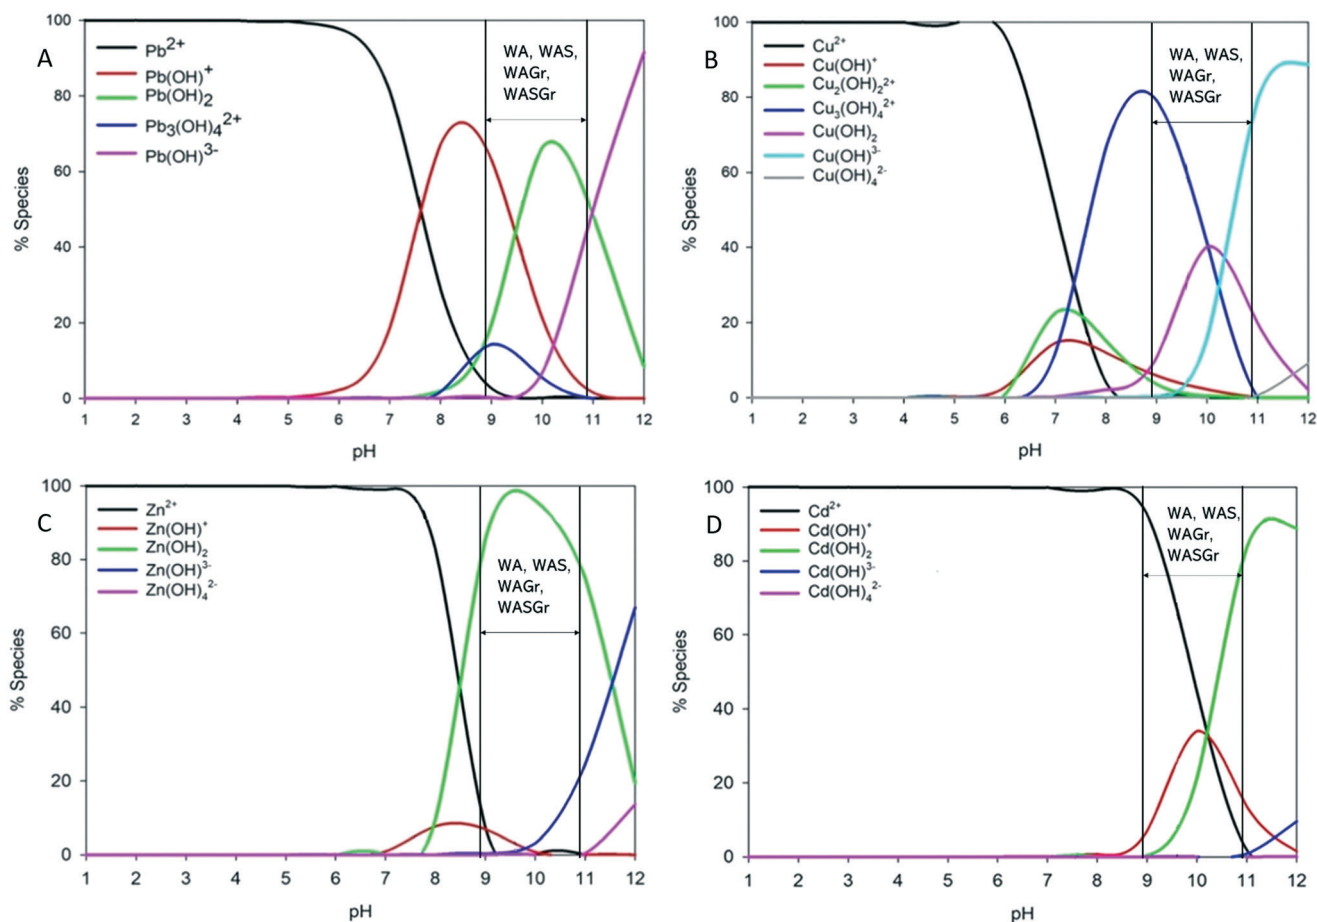 A
100
80
60
40
20
0
% Species
Pb²⁺
Pb(OH)⁺
Pb(OH)₂
Pb₃(OH)₄²⁺
Pb(OH)³⁻
WA, WAS,
WAGr,
WASGr
1 2 3 4 5 6 7 8 9 10 11 12
pH
B
100
80
60
40
20
0
% Species
Cu²⁺
Cu(OH)⁺
Cu₂(OH)₂²⁺
Cu₃(OH)₄²⁺
Cu(OH)₂
Cu(OH)³⁻
Cu(OH)₄²⁻
WA, WAS,
WAGr,
WASGr
1 2 3 4 5 6 7 8 9 10 11 12
pH
C
100
80
60
40
20
0
% Species
Zn²⁺
Zn(OH)⁺
Zn(OH)₂
Zn(OH)³⁻
Zn(OH)₄²⁻
WA, WAS,
WAGr,
WASGr
1 2 3 4 5 6 7 8 9 10 11 12
pH
D
100
80
60
40
20
0
% Species
Cd²⁺
Cd(OH)⁺
Cd(OH)₂
Cd(OH)³⁻
Cd(OH)₄²⁻
WA, WAS,
WAGr,
WASGr
1 2 3 4 5 6 7 8 9 10 11 12
pH